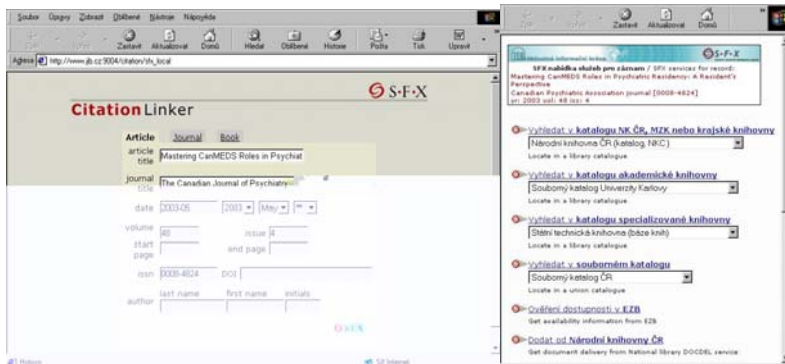 Soubor Úpravy Zobrazit Oblíbené Nástroje Nápověda
Zastavit Aktualizovat Domů Hledat Oblíbené Historie Pošta Tisk Upravit
Adresa http://www.jib.cz:9004/citation/sfx_local
S·F·X
CitationLinker
Article Journal Book
article title Mastering CanMEDS Roles in Psychiat
journal title The Canadian Journal of Psychiatry
date 2003-05 2003 May **
volume 48 issue 4
start page end page
issn 0008-4824 DOI
last name first name initials
author
S·F·X
Zastavit Aktualizovat Domů
S·F·X
SFX nabídka služeb pro záznam / SFX services for record:
Mastering CanMEDS Roles in Psychiatric Residency: A Resident's
Perspective
Canadian Psychiatric Association journal [0008-4824]
yr: 2003 vol: 48 iss: 4
Vyhledat v katalogu NK ČR, MZK nebo krajské knihovny
Národní knihovna ČR (katalog, NKC)
Locate in a library catalogue
Vyhledat v katalogu akademické knihovny
Souborný katalog Univerzity Karlovy
Locate in a library catalogue
Vyhledat v katalogu specializované knihovny
Státní technická knihovna (báze knih)
Locate in a library catalogue
Vyhledat v souborném katalogu
Souborný katalog ČR
Locate in a union catalogue
Ověření dostupnosti v EZB
Get availability information from EZB
Dodat od Národní knihovny ČR
Get document delivery from National library DOCDEL service